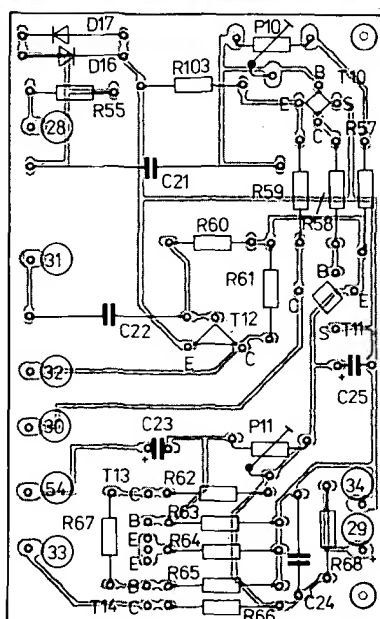 D17
P10
D16
T10
R103
B
E
S
R55
C
R57
28
C21
R59
R58
R60
31
B
R61
C
E
T12
C22
S
T11
E
C
32
C25
+
30
C23
P11
+
54
T13
C
R62
34
R63
B
R67
E
R64
29
E
+
R65
R68
33
B
T14
C
R66
C24